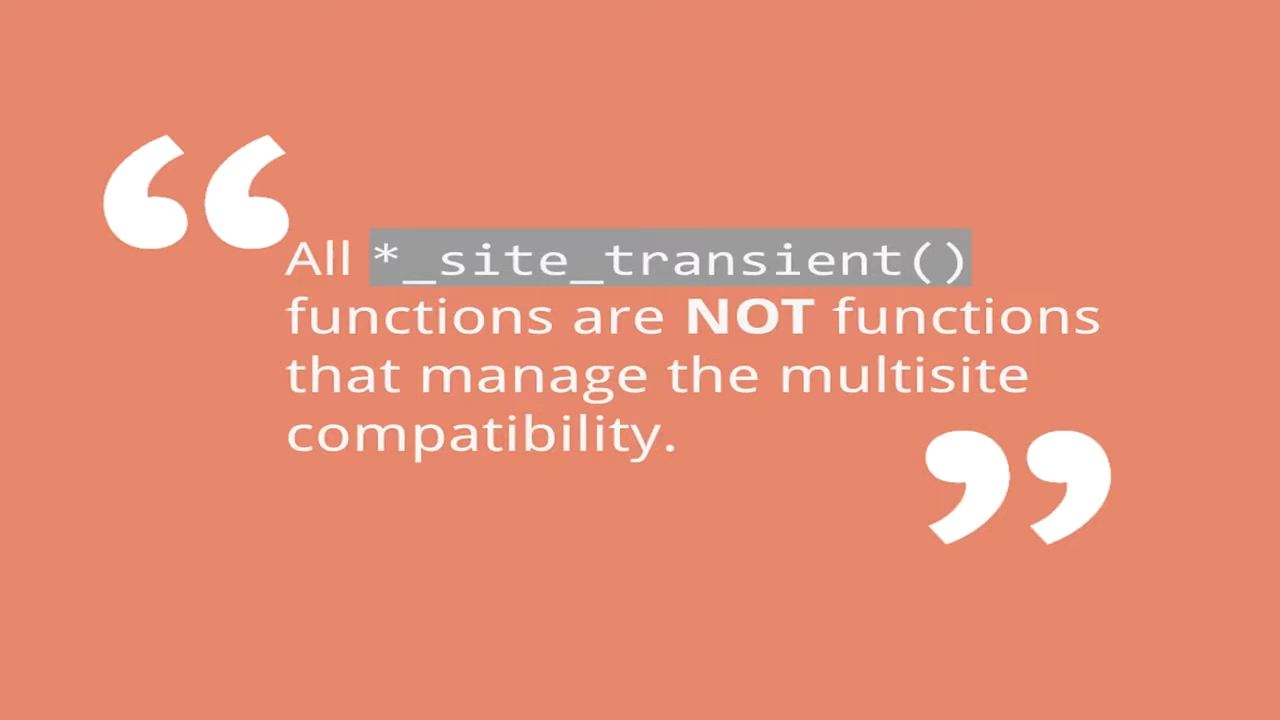 “All *_site_transient()
functions are NOT functions
that manage the multisite
compatibility.”